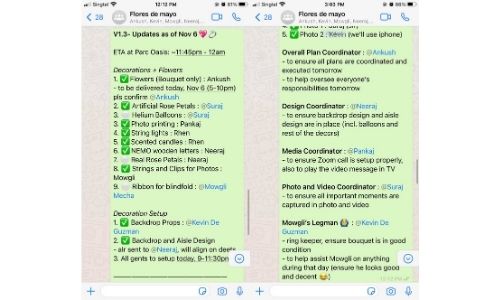 Singtel
12:12 PM
28
Flores de mayo
Ankush, Kevin, Mowgli, Neeraj,...
V1.3- Updates as of Nov 6 💖🎉
ETA at Parc Oasis: ~11:45pm - 12am
Decorations + Flowers
1. ✅ Flowers (Bouquet only) : Ankush
- to be delivered today, Nov 6 (5-10pm)
pls confirm @Ankush
2. ✅ Artificial Rose Petals : @Suraj
3. Helium Balloons : @Suraj
3. ✅ Photo printing : Pankaj
4. ✅ String lights : Rhen
5. ✅ Scented candles : Rhen
6. ✅ NEMO wooden letters : Neeraj
7. Real Rose Petals : Neeraj
8. ✅ Strings and Clips for Photos :
Mowgli
9. Ribbon for blindfold : @Mowgli
Mecha
Decoration Setup
1. ✅ Backdrop Props : @Kevin De
Guzman
2. ✅ Backdrop and Aisle Design
- alr sent to @Neeraj, will align on deets
3. All gents to setup today, 9-11:30pm
Singtel
3:03 PM
28
Flores de mayo
Ankush, Kevin, Mowgli, Neeraj,...
5. ✅ Photo 2 : Kevin (we'll use iphone)
Overall Plan Coordinator : @Ankush
- to ensure all plans are coordinated and
executed tomorrow
- to help oversee everyone's
responsibilities tomorrow
Design Coordinator : @Neeraj
- to ensure backdrop design and aisle
design are in place (incl. balloons and
rest of the decors)
Media Coordinator : @Pankaj
- to ensure Zoom call is setup properly,
also to play the video message in TV
Photo and Video Coordinator : @Suraj
- to ensure all important moments are
captured in photo and video
Mowgli's Legman 😂 : @Kevin De
Guzman
- ring keeper, ensure bouquet is in good
condition
- to help assist Mowgli on anything
during that day (ensure he looks good
and decent 😂)
12:12 PM